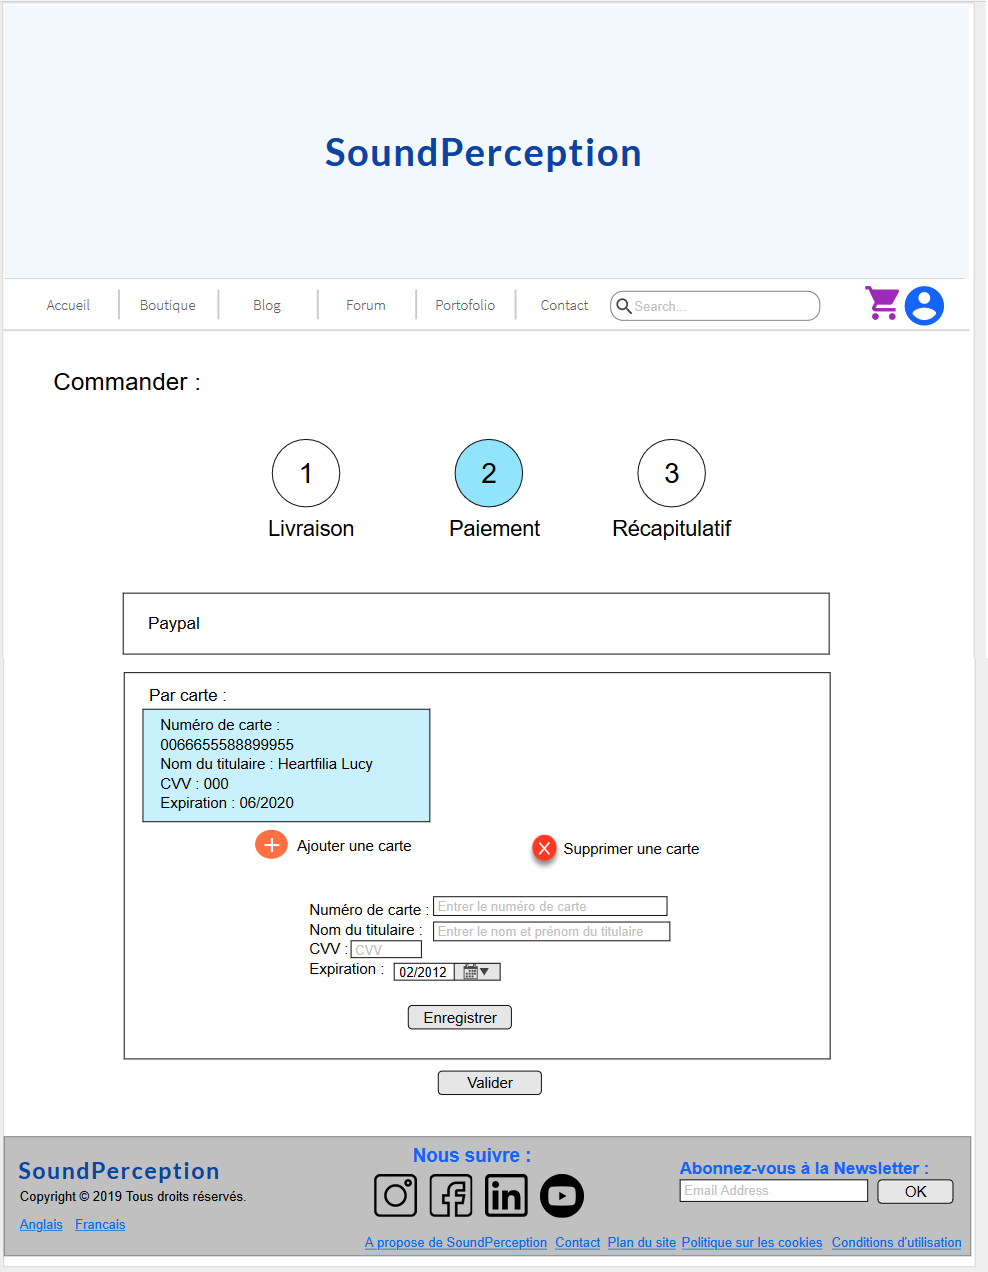 SoundPerception
Accueil
Boutique
Blog
Forum
Portofolio
Contact
Search...
Commander :
1
2
3
Livraison
Paiement
Récapitulatif
Paypal
Par carte :
Numéro de carte :
0066655588899955
Nom du titulaire : Heartfilia Lucy
CVV : 000
Expiration : 06/2020
Ajouter une carte
Supprimer une carte
Numéro de carte : Entrer le numéro de carte
Nom du titulaire : Entrer le nom et prénom du titulaire
CVV : CVV
Expiration : 02/2012
Enregistrer
Valider
SoundPerception
Copyright © 2019 Tous droits réservés.
Anglais Francais
Nous suivre :
in
Abonnez-vous à la Newsletter :
Email Address
OK
A propose de SoundPerception Contact Plan du site Politique sur les cookies Conditions d'utilisation